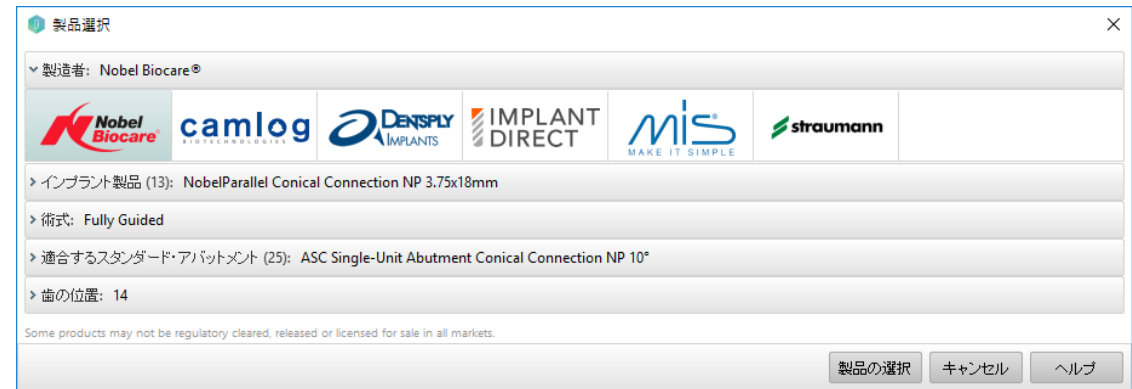 製品選択
製造者: Nobel Biocare®
Nobel Biocare®
camlog
BIOTECHNOLOGIES
DENTSPLY IMPLANTS
IMPLANT DIRECT
mis
MAKE IT SIMPLE
straumann
インプラント製品 (13): NobelParallel Conical Connection NP 3.75x18mm
術式: Fully Guided
適合するスタンダード・アバットメント (25): ASC Single-Unit Abutment Conical Connection NP 10°
歯の位置: 14
Some products may not be regulatory cleared, released or licensed for sale in all markets.
製品の選択 キャンセル ヘルプ